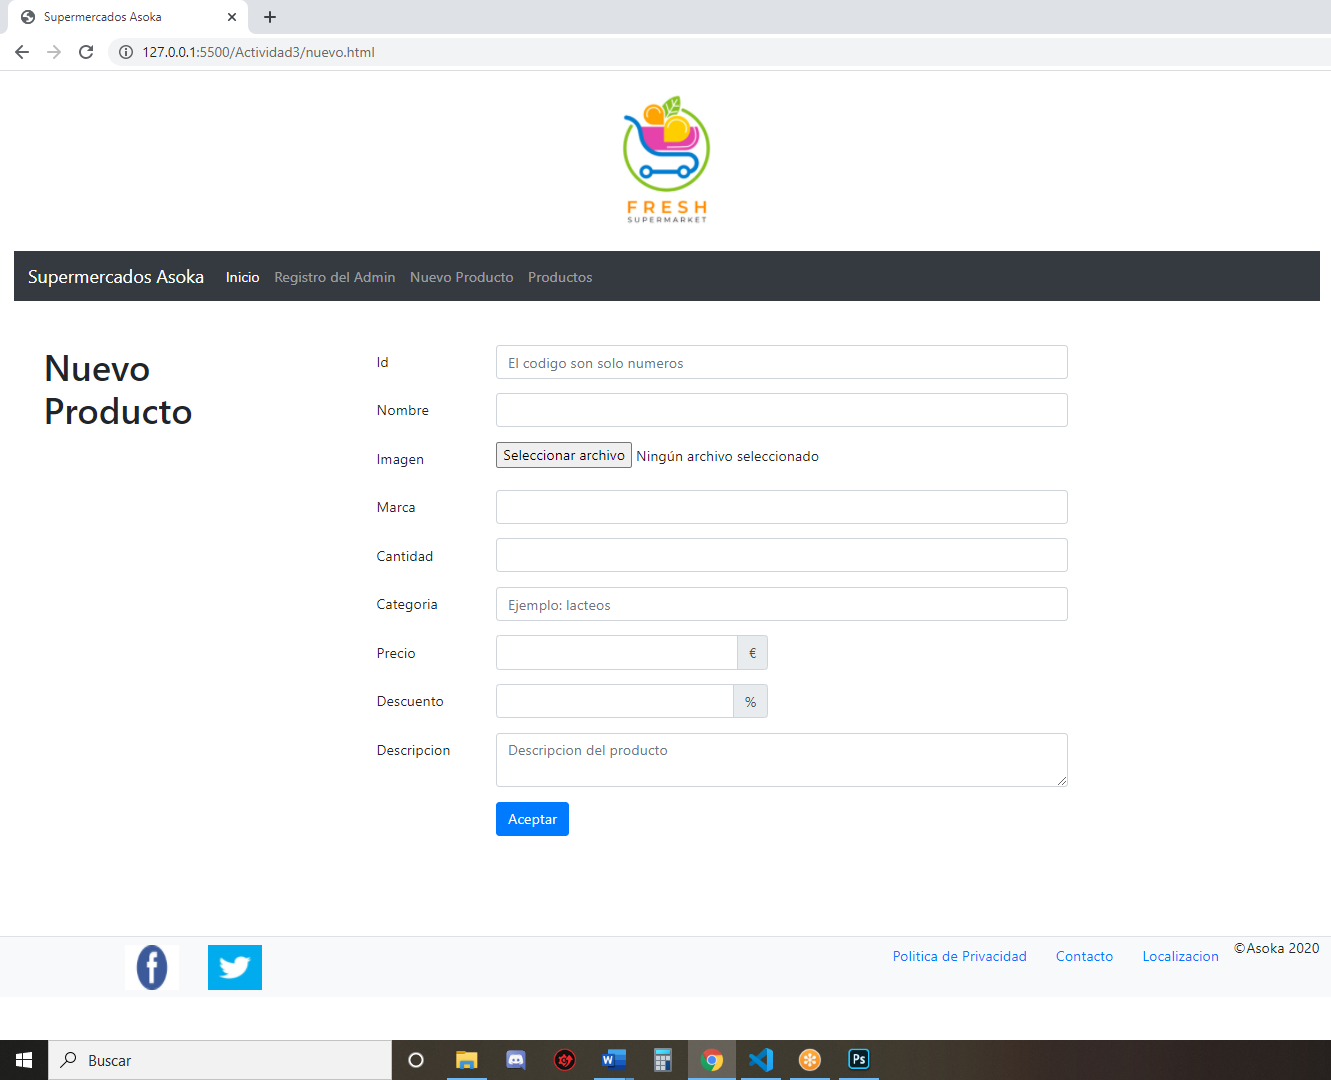 Supermercados Asoka
127.0.0.1:5500/Actividad3/nuevo.html
FRESH
SUPERMARKET
Supermercados Asoka Inicio Registro del Admin Nuevo Producto Productos
Nuevo
Producto
Id El codigo son solo numeros
Nombre
Imagen Seleccionar archivo Ningún archivo seleccionado
Marca
Cantidad
Categoria Ejemplo: lacteos
Precio €
Descuento %
Descripcion Descripcion del producto
Aceptar
Politica de Privacidad Contacto Localizacion ©Asoka 2020
Buscar